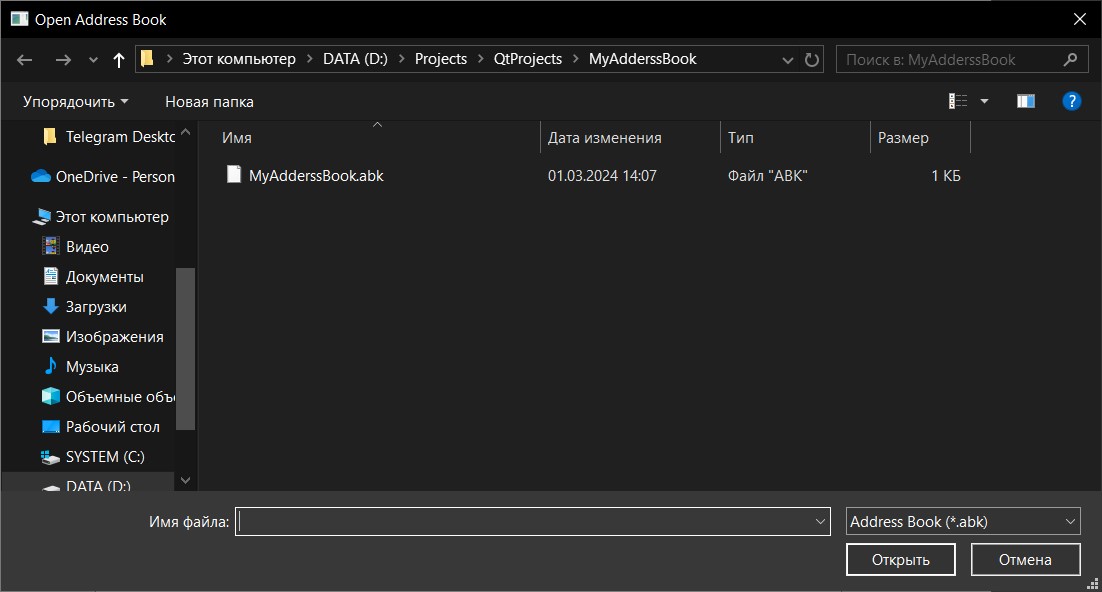 Open Address Book
Этот компьютер DATA (D:) Projects QtProjects MyAdderssBook
Поиск в: MyAdderssBook
Упорядочить Новая папка
?
Имя Дата изменения Тип Размер
MyAdderssBook.abk 01.03.2024 14:07 Файл "ABK" 1 КБ
Telegram Deskto
OneDrive - Person
Этот компьютер
Видео
Документы
Загрузки
Изображения
Музыка
Объемные объе
Рабочий стол
SYSTEM (C:)
DATA (D:)
Имя файла:
Address Book (*.abk)
Открыть Отмена